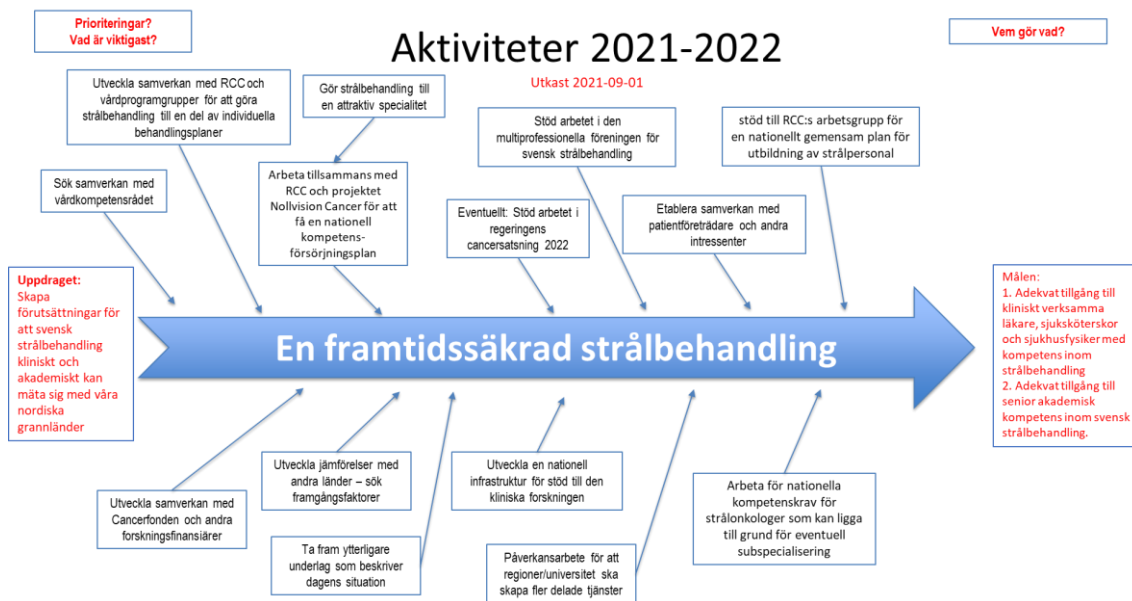 Prioriteringar?
Vad är viktigast?
Aktiviteter 2021-2022
Vem gör vad?
Utkast 2021-09-01
Utveckla samverkan med RCC och
vårdprogramgrupper för att göra
strålbehandling till en del av individuella
behandlingsplaner
Gör strålbehandling till
en attraktiv specialitet
Stöd arbetet i den
multiprofessionella föreningen för
svensk strålbehandling
stöd till RCC:s arbetsgrupp för
en nationellt gemensam plan för
utbildning av strålpersonal
Sök samverkan med
vårdkompetensrådet
Arbeta tillsammans med
RCC och projektet
Nollvision Cancer för att
få en nationell
kompetens-
försörjningsplan
Eventuellt: Stöd arbetet i
regeringens
cancersatsning 2022
Etablera samverkan med
patientföreträdare och andra
intressenter
Uppdraget:
Skapa
förutsättningar för
att svensk
strålbehandling
kliniskt och
akademiskt kan
mäta sig med våra
nordiska
grannländer
En framtidssäkrad strålbehandling
Målen:
1. Adekvat tillgång till
kliniskt verksamma
läkare, sjuksköterskor
och sjukhusfysiker med
kompetens inom
strålbehandling
2. Adekvat tillgång till
senior akademisk
kompetens inom svensk
strålbehandling.
Utveckla samverkan med
Cancerfonden och andra
forskningsfinansiärer
Utveckla jämförelser med
andra länder – sök
framgångsfaktorer
Ta fram ytterligare
underlag som beskriver
dagens situation
Utveckla en nationell
infrastruktur för stöd till den
kliniska forskningen
Påverkansarbete för att
regioner/universitet ska
skapa fler delade tjänster
Arbeta för nationella
kompetenskrav för
strålonkologer som kan ligga
till grund för eventuell
subspecialisering